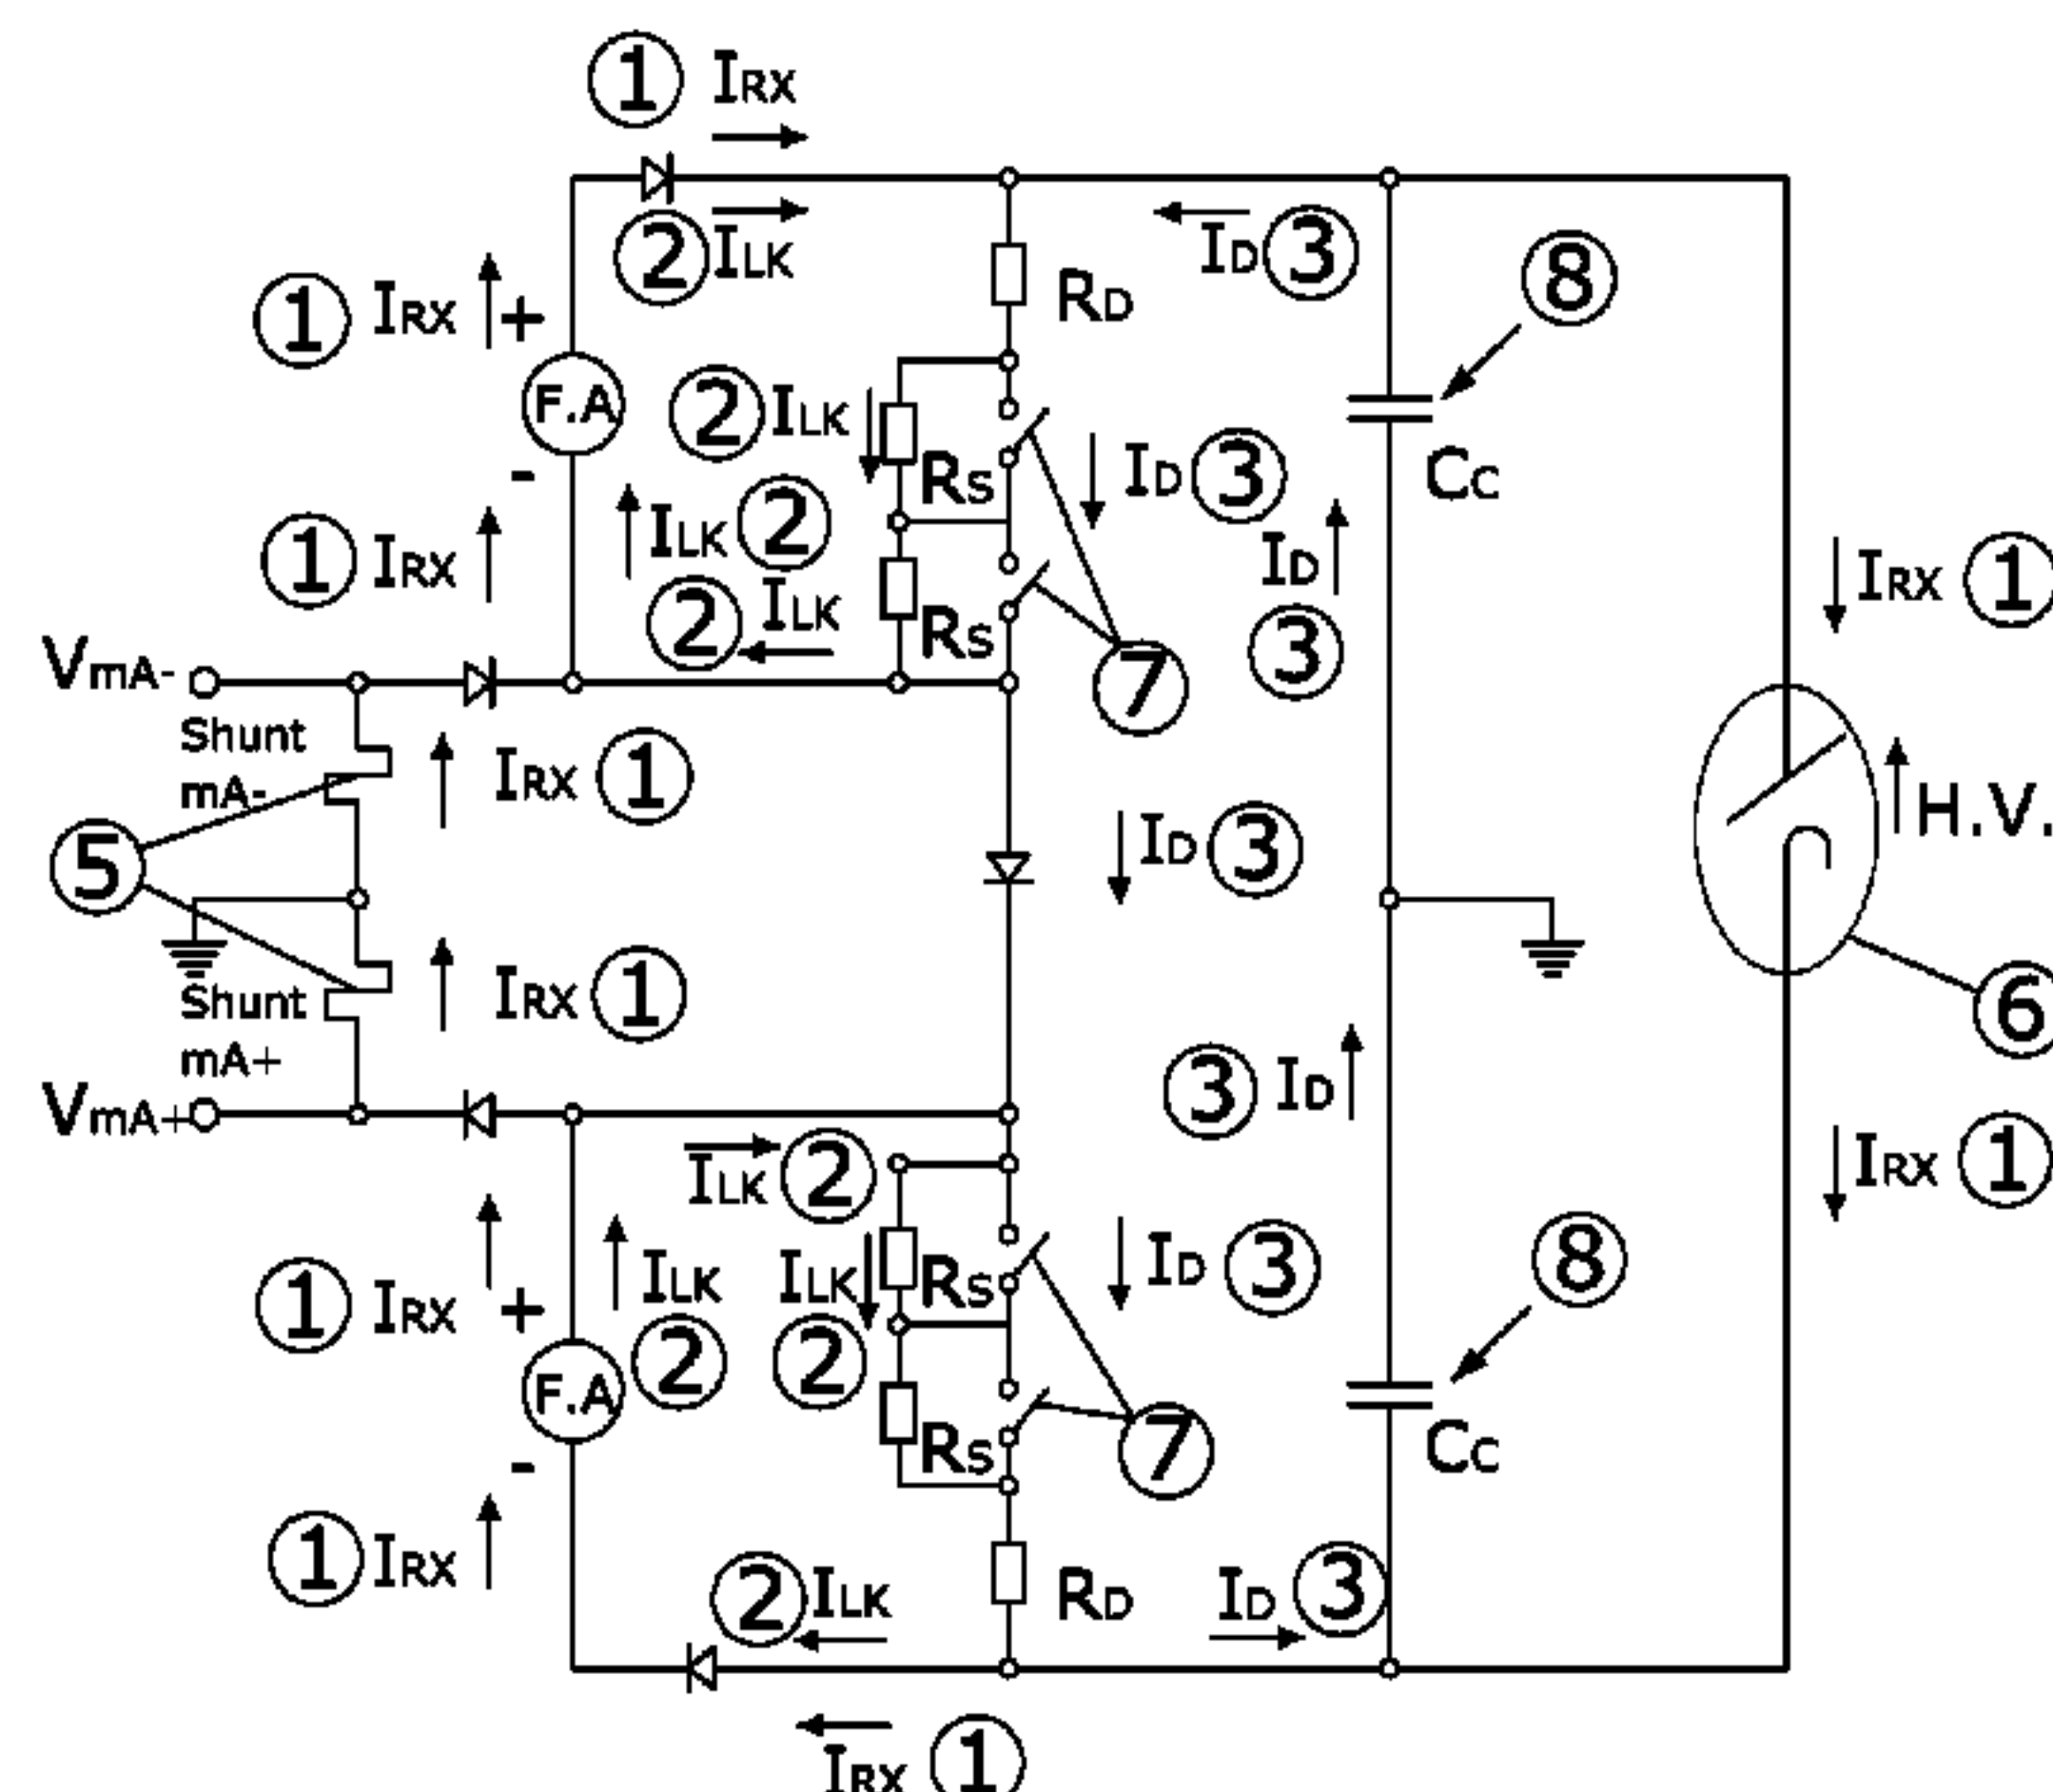 ① IRX
② ILK
ID ③
⑧
① IRX +
RD
F.A
② ILK
RS
ID ③
CC
-
① IRX
ILK ②
② ILK
RS
ID
③
IRX ①
VmA-
⑦
Shunt
mA-
IRX ①
ID ③
H.V.
⑤
Shunt
mA+
IRX ①
⑥
VmA+
③ ID
ILK ②
IRX ①
① IRX +
ILK
②
ILK
②
RS
ID ③
⑧
F.A
-
RS
⑦
CC
① IRX
② ILK
RD
ID ③
IRX ①